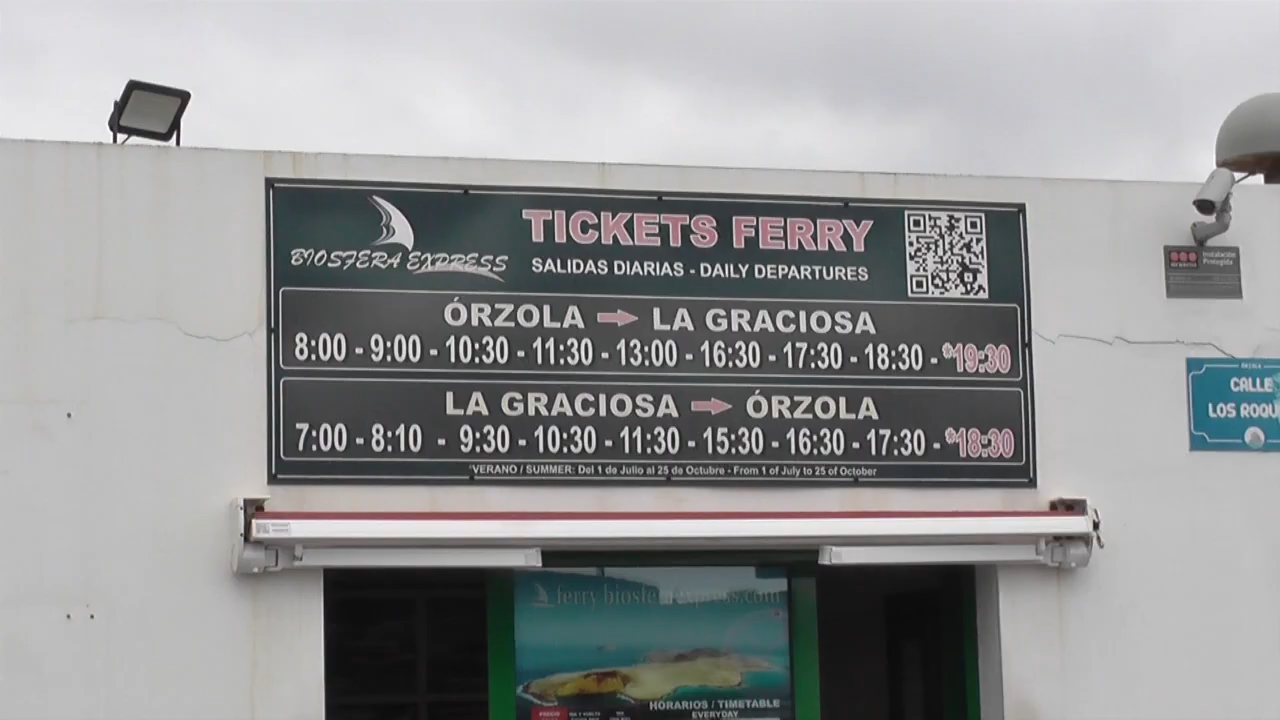 BIOSFERA EXPRESS
TICKETS FERRY
SALIDAS DIARIAS - DAILY DEPARTURES
ÓRZOLA → LA GRACIOSA
8:00 - 9:00 - 10:30 - 11:30 - 13:00 - 16:30 - 17:30 - 18:30 - *19:30
LA GRACIOSA → ÓRZOLA
7:00 - 8:10 - 9:30 - 10:30 - 11:30 - 15:30 - 16:30 - 17:30 - *18:30
*VERANO / SUMMER: Del 1 de Julio al 25 de Octubre - From 1 of July to 25 of October
Instalación
Protegida
CALLE
LOS ROQU
ferry.biosferaexpress.com
HORARIOS / TIMETABLE
EVERYDAY